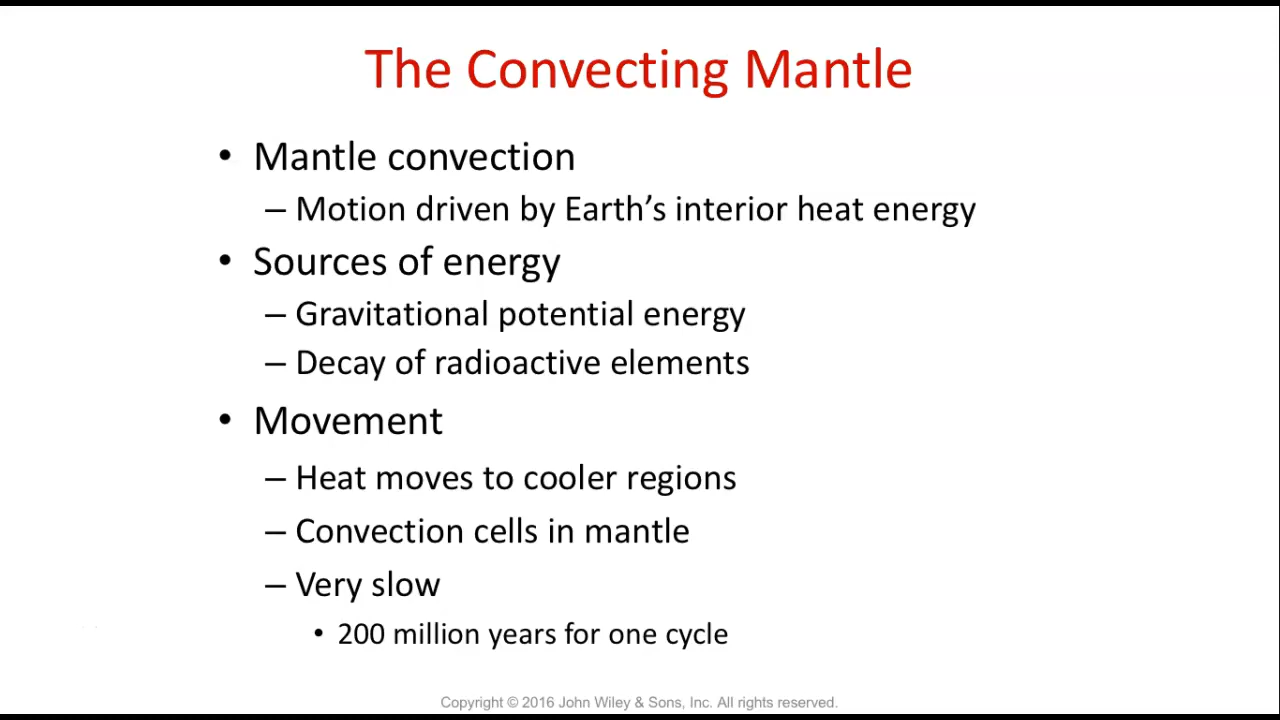 The Convecting Mantle
• Mantle convection
– Motion driven by Earth’s interior heat energy
• Sources of energy
– Gravitational potential energy
– Decay of radioactive elements
• Movement
– Heat moves to cooler regions
– Convection cells in mantle
– Very slow
• 200 million years for one cycle
Copyright © 2016 John Wiley & Sons, Inc. All rights reserved.